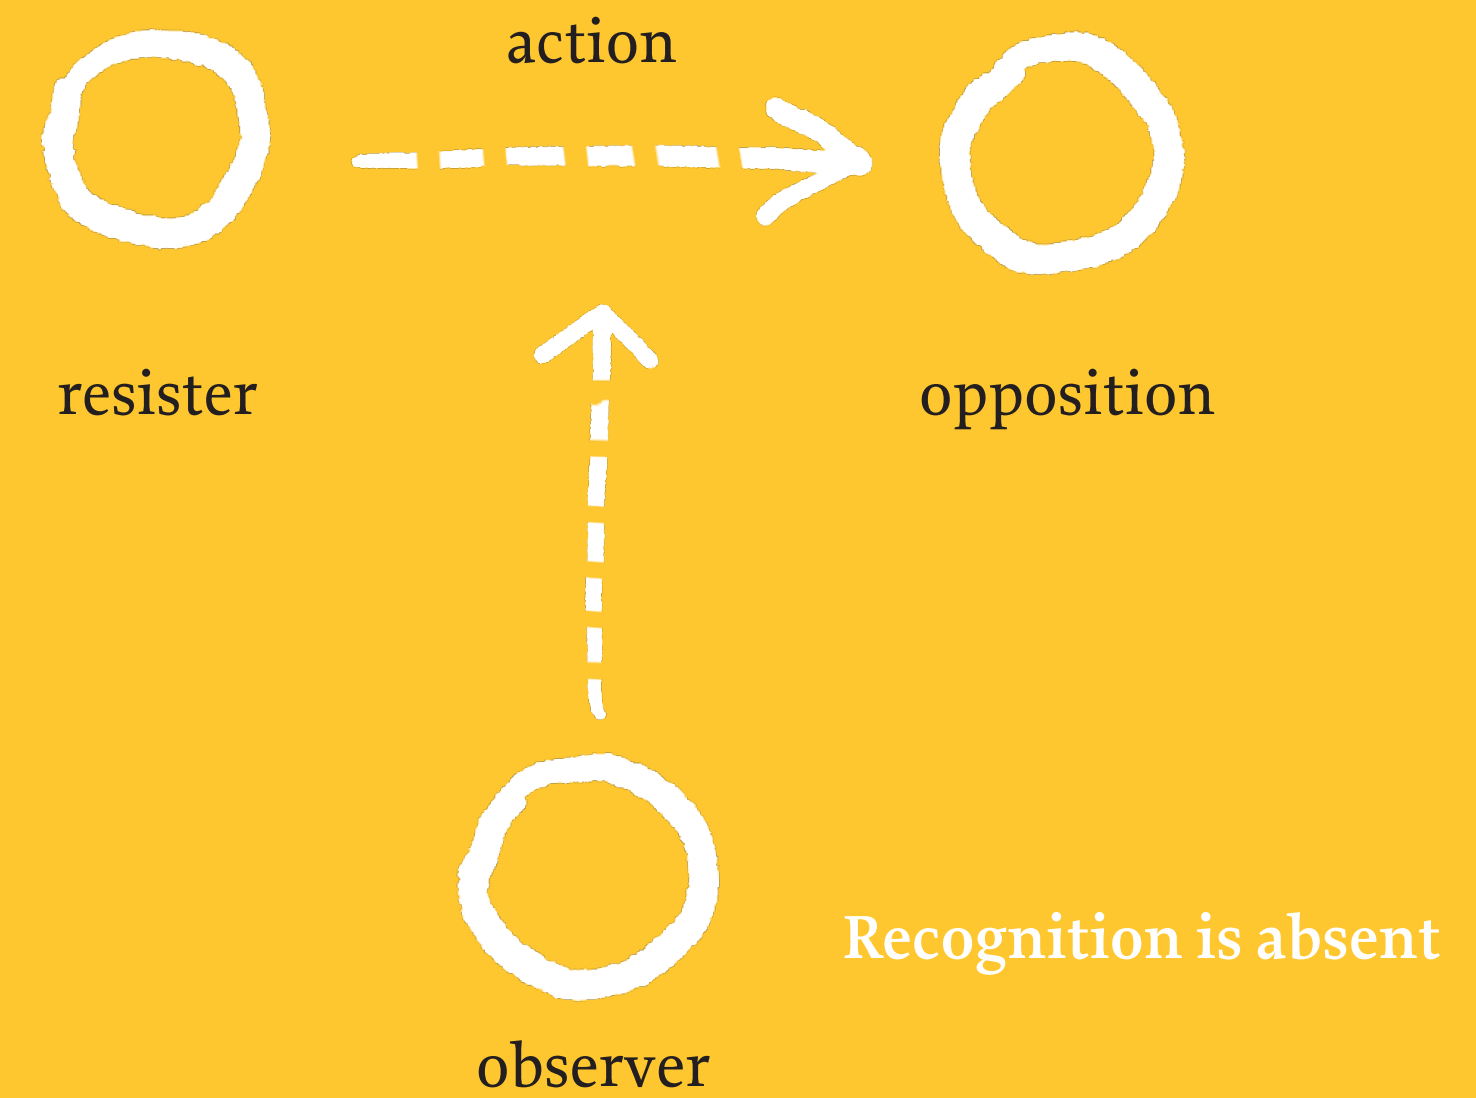 action
resister
opposition
Recognition is absent
observer